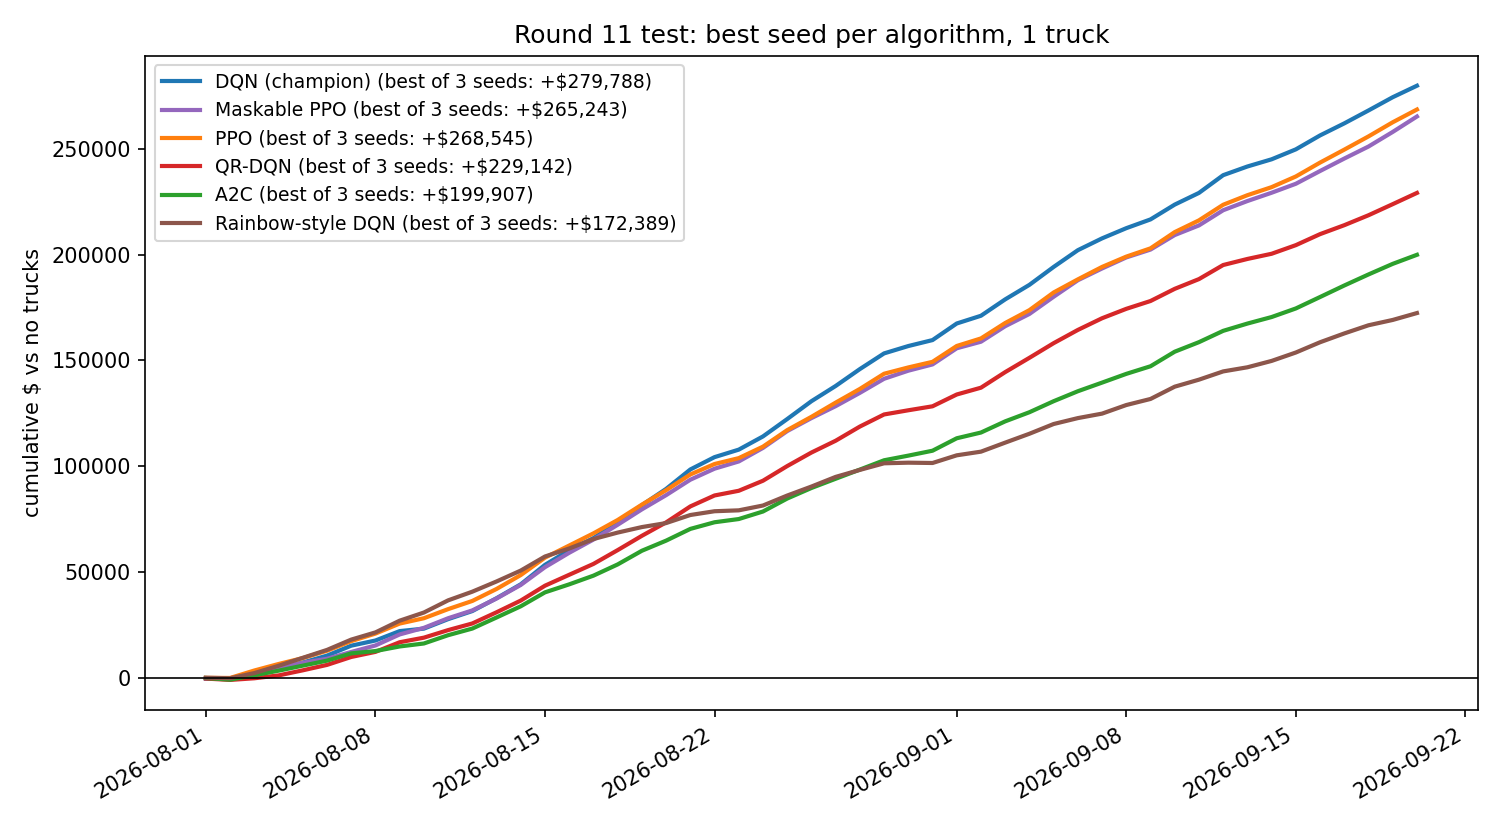 Round 11 test: best seed per algorithm, 1 truck
DQN (champion) (best of 3 seeds: +$279,788)
Maskable PPO (best of 3 seeds: +$265,243)
PPO (best of 3 seeds: +$268,545)
QR-DQN (best of 3 seeds: +$229,142)
A2C (best of 3 seeds: +$199,907)
Rainbow-style DQN (best of 3 seeds: +$172,389)
cumulative $ vs no trucks
250000
200000
150000
100000
50000
0
2026-08-01
2026-08-08
2026-08-15
2026-08-22
2026-09-01
2026-09-08
2026-09-15
2026-09-22